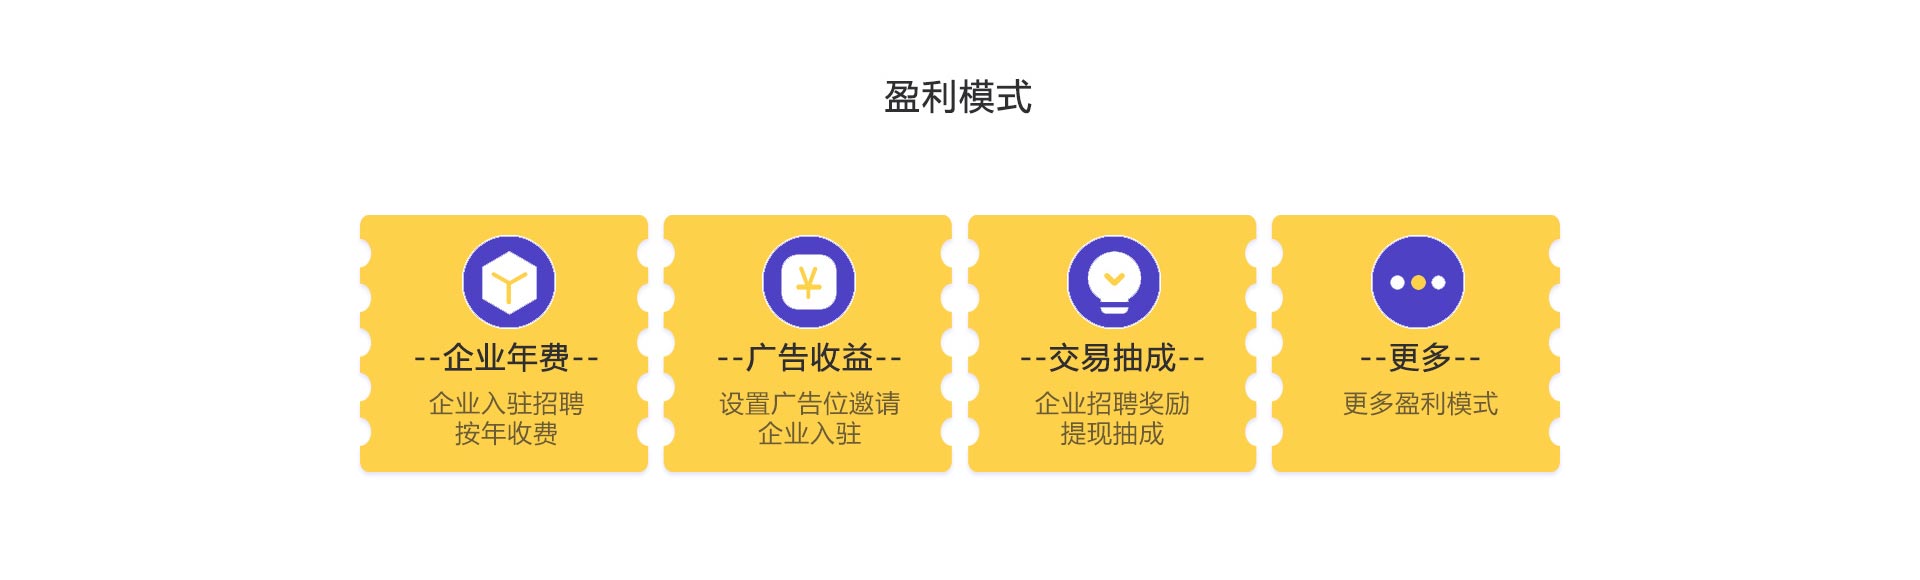 盈利模式
--企业年费--
企业入驻招聘
按年收费
--广告收益--
设置广告位邀请
企业入驻
--交易抽成--
企业招聘奖励
提现抽成
--更多--
更多盈利模式